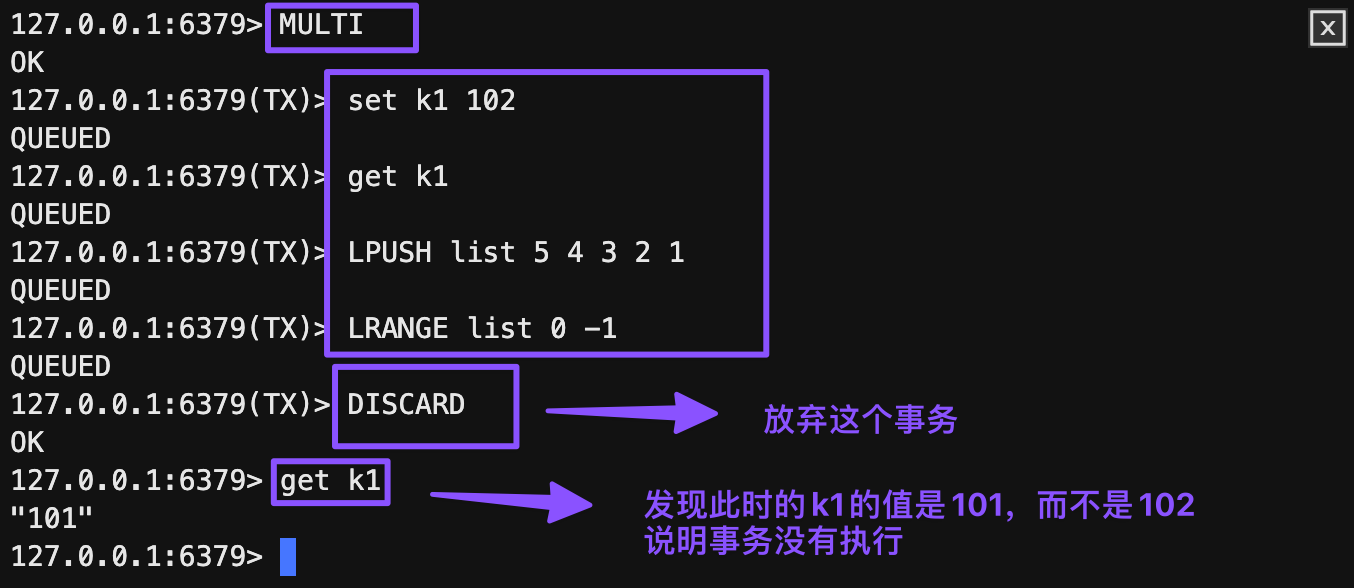 127.0.0.1:6379> MULTI
X
OK
127.0.0.1:6379(TX)> set k1 102
QUEUED
127.0.0.1:6379(TX)> get k1
QUEUED
127.0.0.1:6379(TX)> LPUSH list 5 4 3 2 1
QUEUED
127.0.0.1:6379(TX)> LRANGE list 0 -1
QUEUED
127.0.0.1:6379(TX)> DISCARD
放弃这个事务
OK
127.0.0.1:6379> get k1
发现此时的k1的值是101，而不是102
"101"
说明事务没有执行
127.0.0.1:6379>